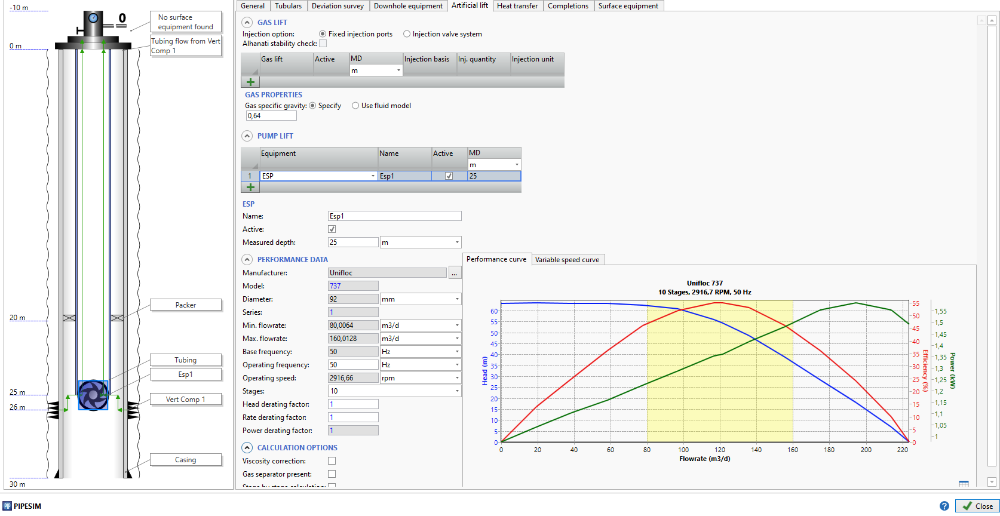 -10 m
0 m
20 m
25 m
26 m
30 m
0
No surface
equipment found
Tubing flow from Vert
Comp 1
Packer
Tubing
Esp1
Vert Comp 1
Casing
General
Tubulars
Deviation survey
Downhole equipment
Artificial lift
Heat transfer
Completions
Surface equipment
GAS LIFT
Injection option: Fixed injection ports Injection valve system
Alhanati stability check:
Gas lift Active MD Injection basis Inj. quantity Injection unit
m
GAS PROPERTIES
Gas specific gravity: Specify Use fluid model
0,64
PUMP LIFT
Equipment Name Active MD
m
1 ESP Esp1 25
ESP
Name: Esp1
Active:
Measured depth: 25 m
PERFORMANCE DATA
Manufacturer: Unifloc ...
Model: 737
Diameter: 92 mm
Series: 1
Min. flowrate: 80,0064 m3/d
Max. flowrate: 160,0128 m3/d
Base frequency: 50 Hz
Operating frequency: 50 Hz
Operating speed: 2916,66 rpm
Stages: 10
Head derating factor: 1
Rate derating factor: 1
Power derating factor: 1
CALCULATION OPTIONS
Viscosity correction:
Gas separator present:
Stage by stage calculation:
Performance curve
Variable speed curve
Unifloc 737
10 Stages, 2916,7 RPM, 50 Hz
Head (m)
60
55
50
45
40
35
30
25
20
15
10
5
0
0 20 40 60 80 100 120 140 160 180 200 220
Flowrate (m3/d)
55
50
45
40
35
30
25
20
15
10
5
0
Efficiency (%)
1,55
1,5
1,45
1,4
1,35
1,3
1,25
1,2
1,15
1,1
1,05
1
Power (kW)
PIP PIPESIM
? Close